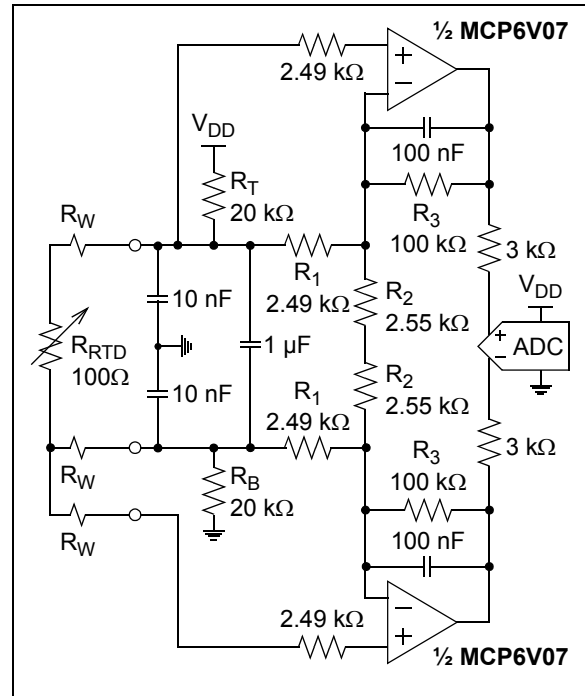 ½ MCP6V07
2.49 kΩ
+
−
V_DD
100 nF
R_T
20 kΩ
R_3
100 kΩ
3 kΩ
R_W
R_1
2.49 kΩ
V_DD
10 nF
R_2
2.55 kΩ
R_RTD
100Ω
1 µF
+
−
ADC
10 nF
R_2
2.55 kΩ
R_1
2.49 kΩ
3 kΩ
R_W
R_B
20 kΩ
R_3
100 kΩ
R_W
100 nF
2.49 kΩ
−
+
½ MCP6V07